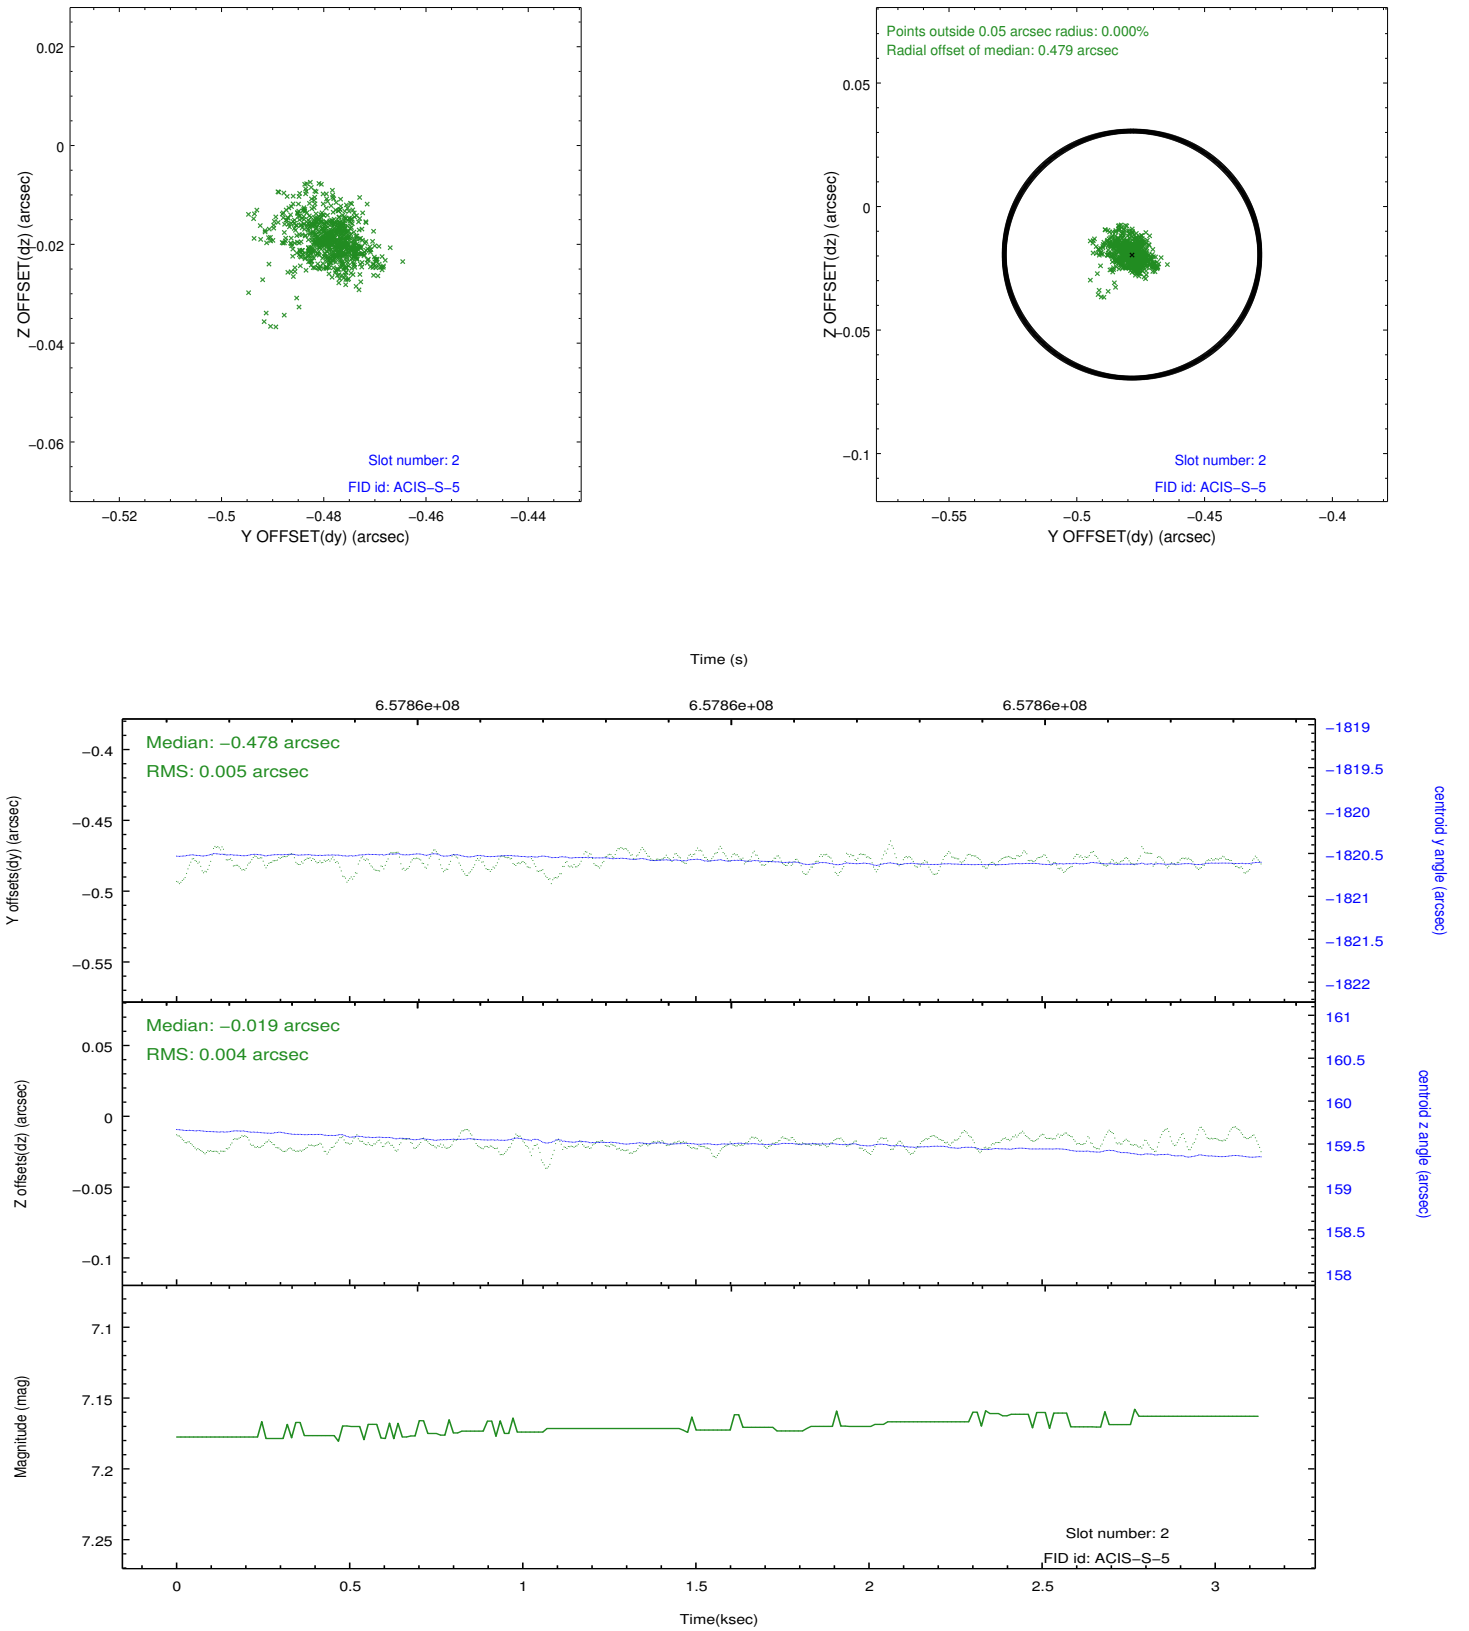 0.02
0
−0.02
−0.04
−0.06
Z OFFSET(dz) (arcsec)
Slot number: 2
FID id: ACIS−S−5
−0.52
−0.5
−0.48
−0.46
−0.44
Y OFFSET(dy) (arcsec)
Points outside 0.05 arcsec radius: 0.000%
Radial offset of median: 0.479 arcsec
0.05
0
−0.05
−0.1
Z OFFSET(dz) (arcsec)
Slot number: 2
FID id: ACIS−S−5
−0.55
−0.5
−0.45
−0.4
Y OFFSET(dy) (arcsec)
Time (s)
6.5786e+08
6.5786e+08
6.5786e+08
Median: −0.478 arcsec
RMS: 0.005 arcsec
−0.4
−0.45
−0.5
−0.55
Y offsets(dy) (arcsec)
−1819
−1819.5
−1820
−1820.5
−1821
−1821.5
−1822
centroid y angle (arcsec)
Median: −0.019 arcsec
RMS: 0.004 arcsec
0.05
0
−0.05
−0.1
Z offsets(dz) (arcsec)
161
160.5
160
159.5
159
158.5
158
centroid z angle (arcsec)
7.1
7.15
7.2
7.25
Magnitude (mag)
Slot number: 2
FID id: ACIS−S−5
0
0.5
1
1.5
2
2.5
3
Time(ksec)